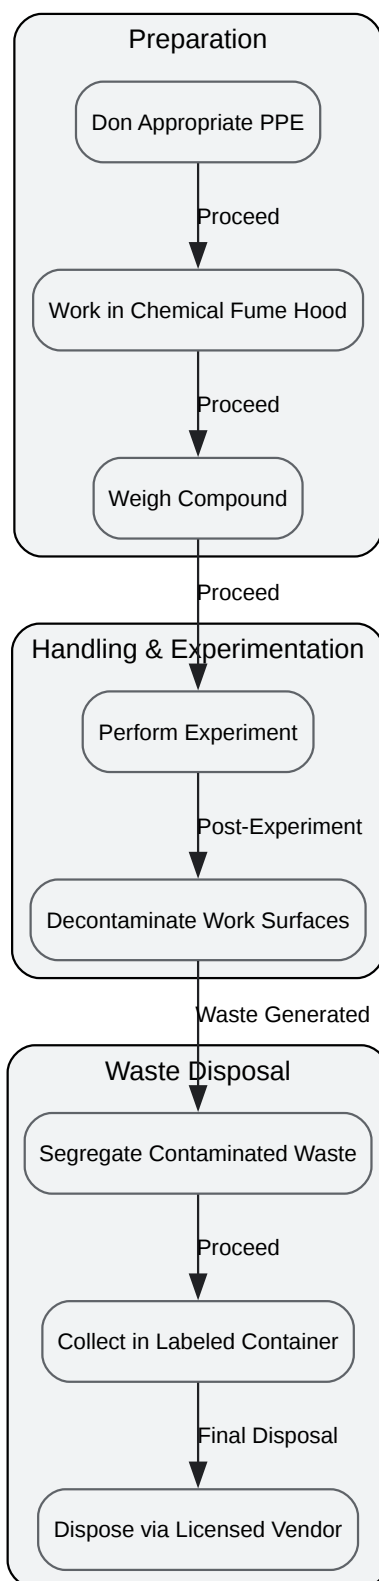 Preparation
Don Appropriate PPE
Proceed
Work in Chemical Fume Hood
Proceed
Weigh Compound
Proceed
Handling & Experimentation
Perform Experiment
Post-Experiment
Decontaminate Work Surfaces
Waste Generated
Waste Disposal
Segregate Contaminated Waste
Proceed
Collect in Labeled Container
Final Disposal
Dispose via Licensed Vendor